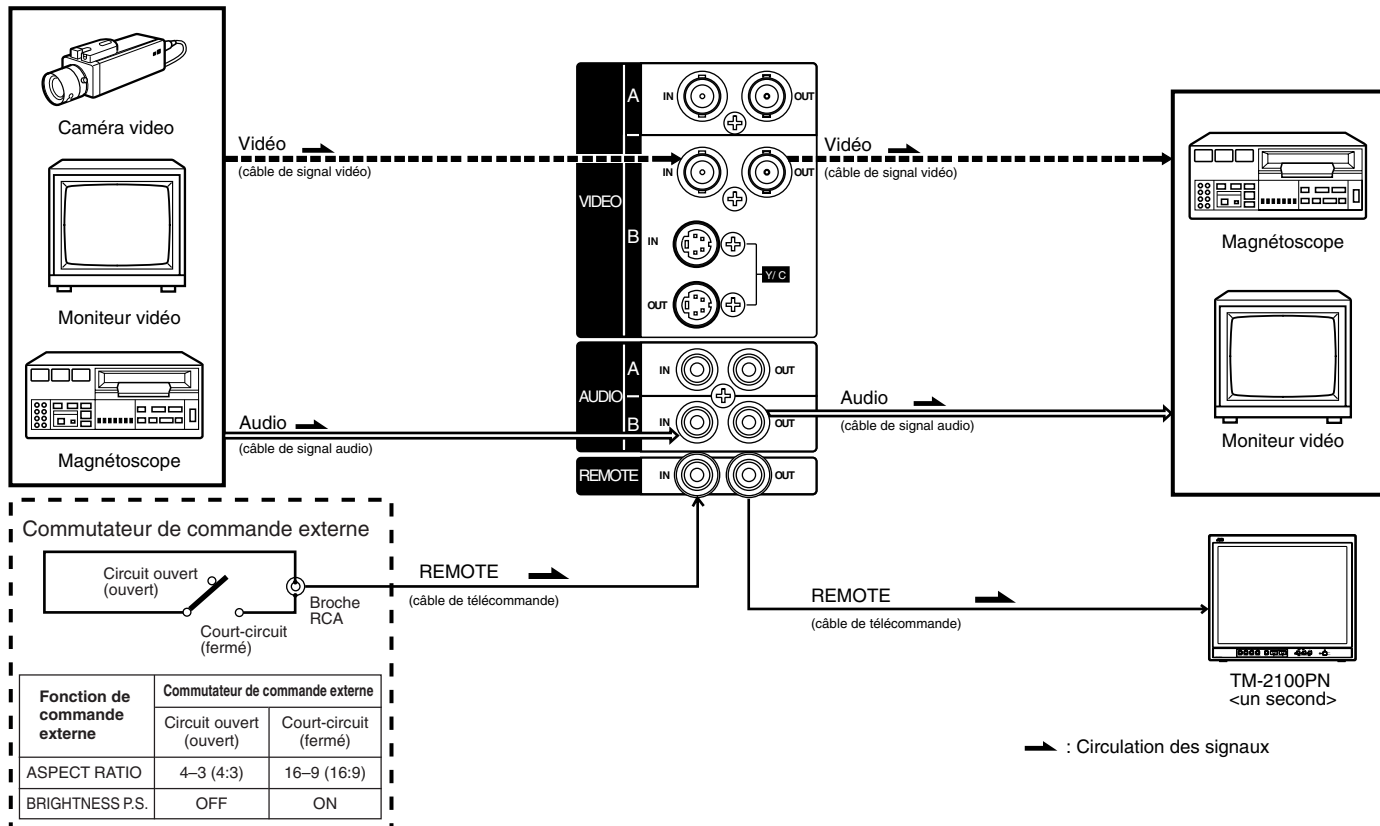 Caméra video
Moniteur vidéo
Magnétoscope
Vidéo
(câble de signal vidéo)
Audio
(câble de signal audio)
VIDEO
A
IN
OUT
B
IN
OUT
IN
OUT
Y/ C
AUDIO
A
IN
OUT
B
IN
OUT
REMOTE
IN
OUT
Vidéo
(câble de signal vidéo)
Audio
(câble de signal audio)
Magnétoscope
Moniteur vidéo
Commutateur de commande externe
Circuit ouvert
(ouvert)
Court-circuit
(fermé)
Broche
RCA
REMOTE
(câble de télécommande)
REMOTE
(câble de télécommande)
TM-2100PN
<un second>
Fonction de
commande
externe
Commutateur de commande externe
Circuit ouvert
(ouvert)
Court-circuit
(fermé)
ASPECT RATIO 4–3 (4:3) 16–9 (16:9)
BRIGHTNESS P.S. OFF ON
: Circulation des signaux